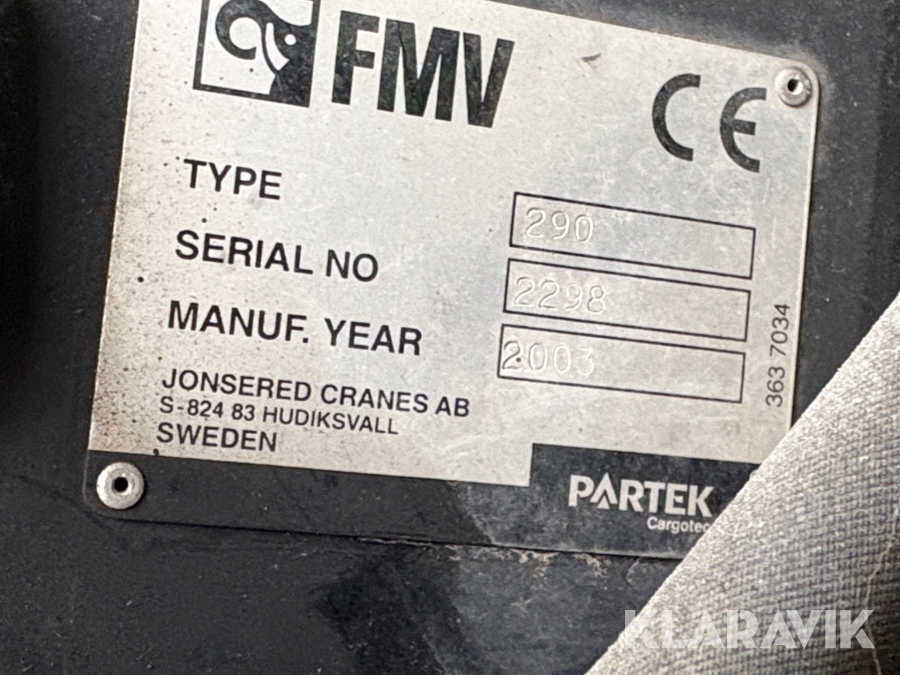 FMV
CE
TYPE 290
SERIAL NO 2298
MANUF. YEAR 2003
JONSERED CRANES AB
S-824 83 HUDIKSVALL
SWEDEN
363 7034
PARTEK
Cargotec
KLARAVIK